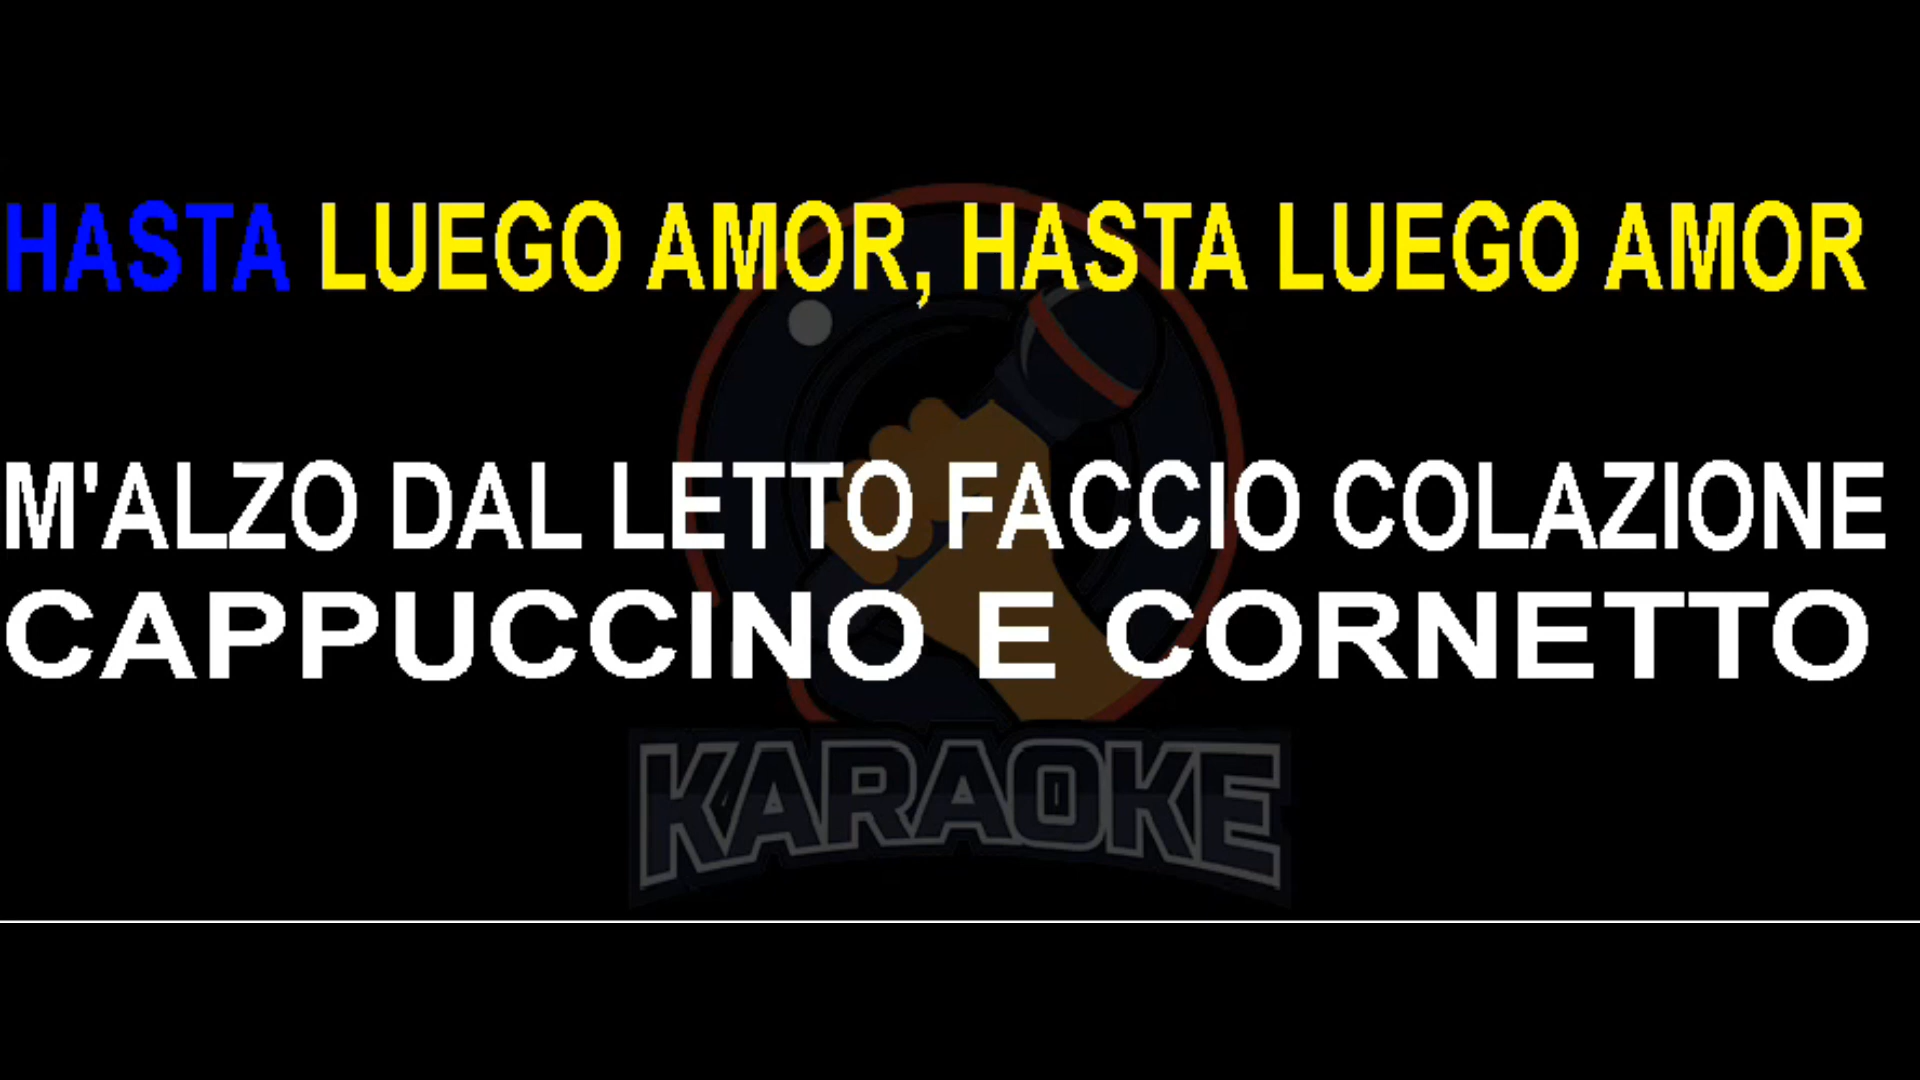 HASTA LUEGO AMOR, HASTA LUEGO AMOR
M'ALZO DAL LETTO FACCIO COLAZIONE
CAPPUCCINO E CORNETTO
KARAOKE